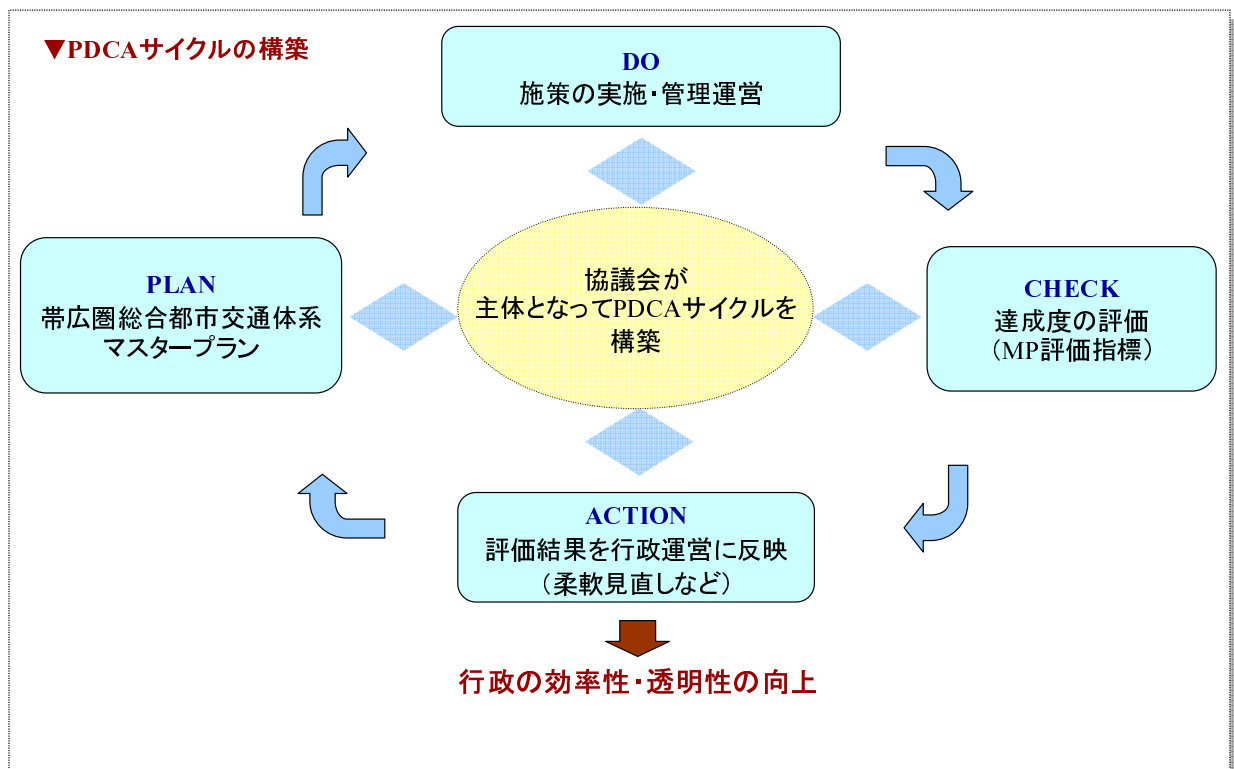 ▼PDCAサイクルの構築
DO
施策の実施・管理運営
PLAN
帯広圏総合都市交通体系
マスタープラン
協議会が
主体となってPDCAサイクルを
構築
CHECK
達成度の評価
（MP評価指標）
ACTION
評価結果を行政運営に反映
（柔軟見直しなど）
行政の効率性・透明性の向上